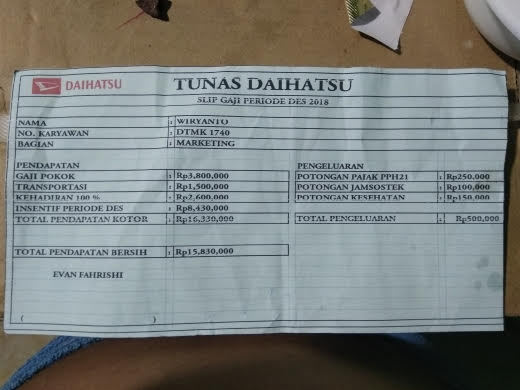 DAIHATSU
TUNAS DAIHATSU
SLIP GAJI PERIODE DES 2018
NAMA : WIRYANTO
NO. KARYAWAN : DTMK 1740
BAGIAN : MARKETING
PENDAPATAN
GAJI POKOK : Rp3,800,000
TRANSPORTASI : Rp1,500,000
KEHADIRAN 100 % : Rp2,600,000
INSENTIF PERIODE DES : Rp8,430,000
TOTAL PENDAPATAN KOTOR : Rp16,330,000
TOTAL PENDAPATAN BERSIH : Rp15,830,000
EVAN FAHRISHI
( )
PENGELUARAN
POTONGAN PAJAK PPH21 : Rp250,000
POTONGAN JAMSOSTEK : Rp100,000
POTONGAN KESEHATAN : Rp150,000
TOTAL PENGELUARAN : Rp500,000